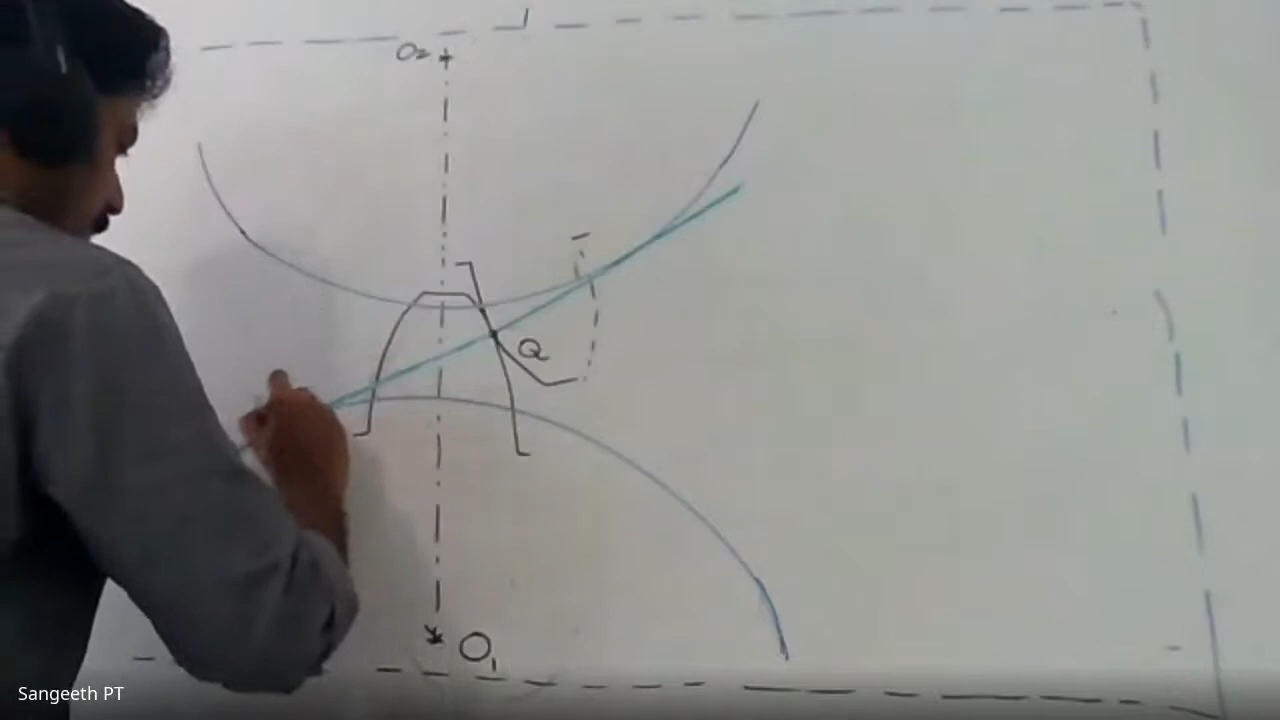 O₂
Q
O₁
Sangeeth PT